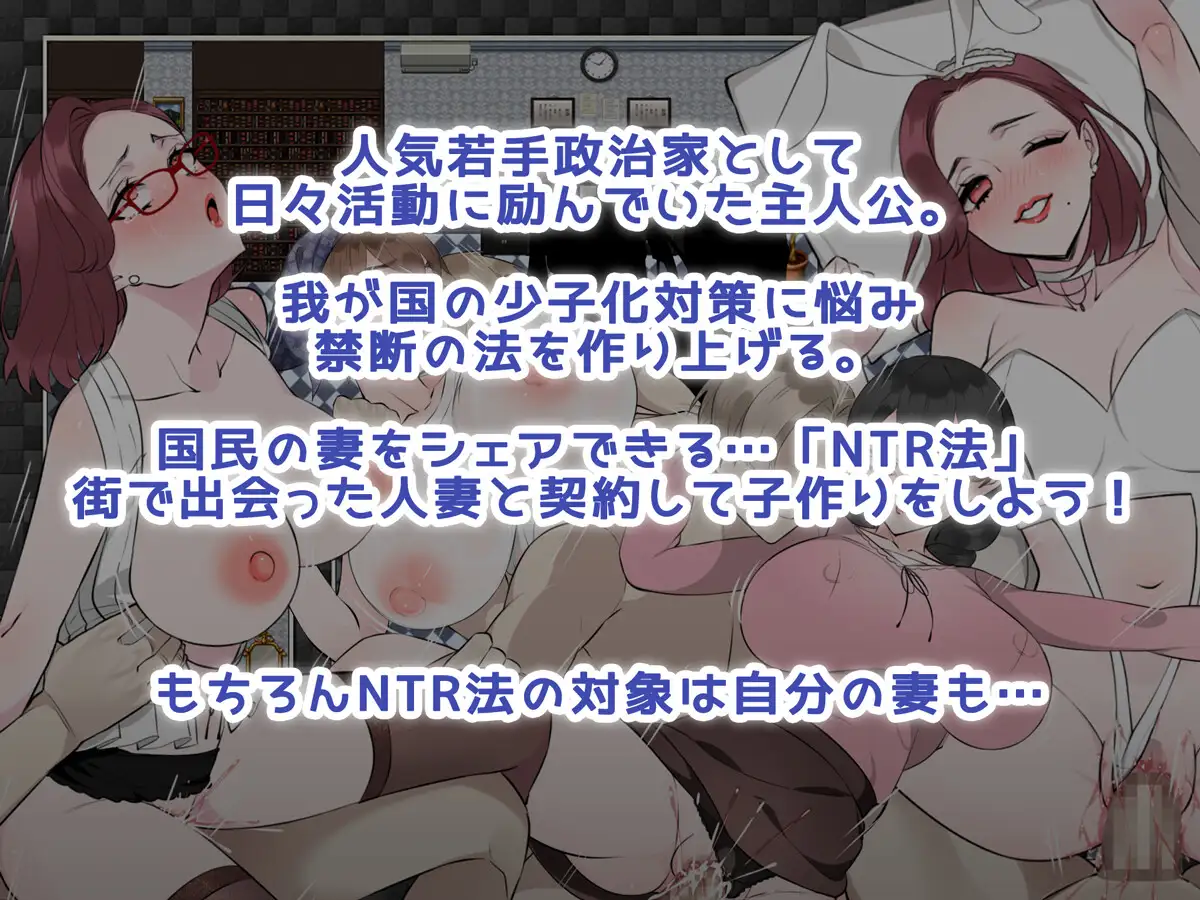 人気若手政治家として
日々活動に励んでいた主人公。
我が国の少子化対策に悩み
禁断の法を作り上げる。
国民の妻をシェアできる…「NTR法」
街で出会った人妻と契約して子作りをしよう！
もちろんNTR法の対象は自分の妻も…